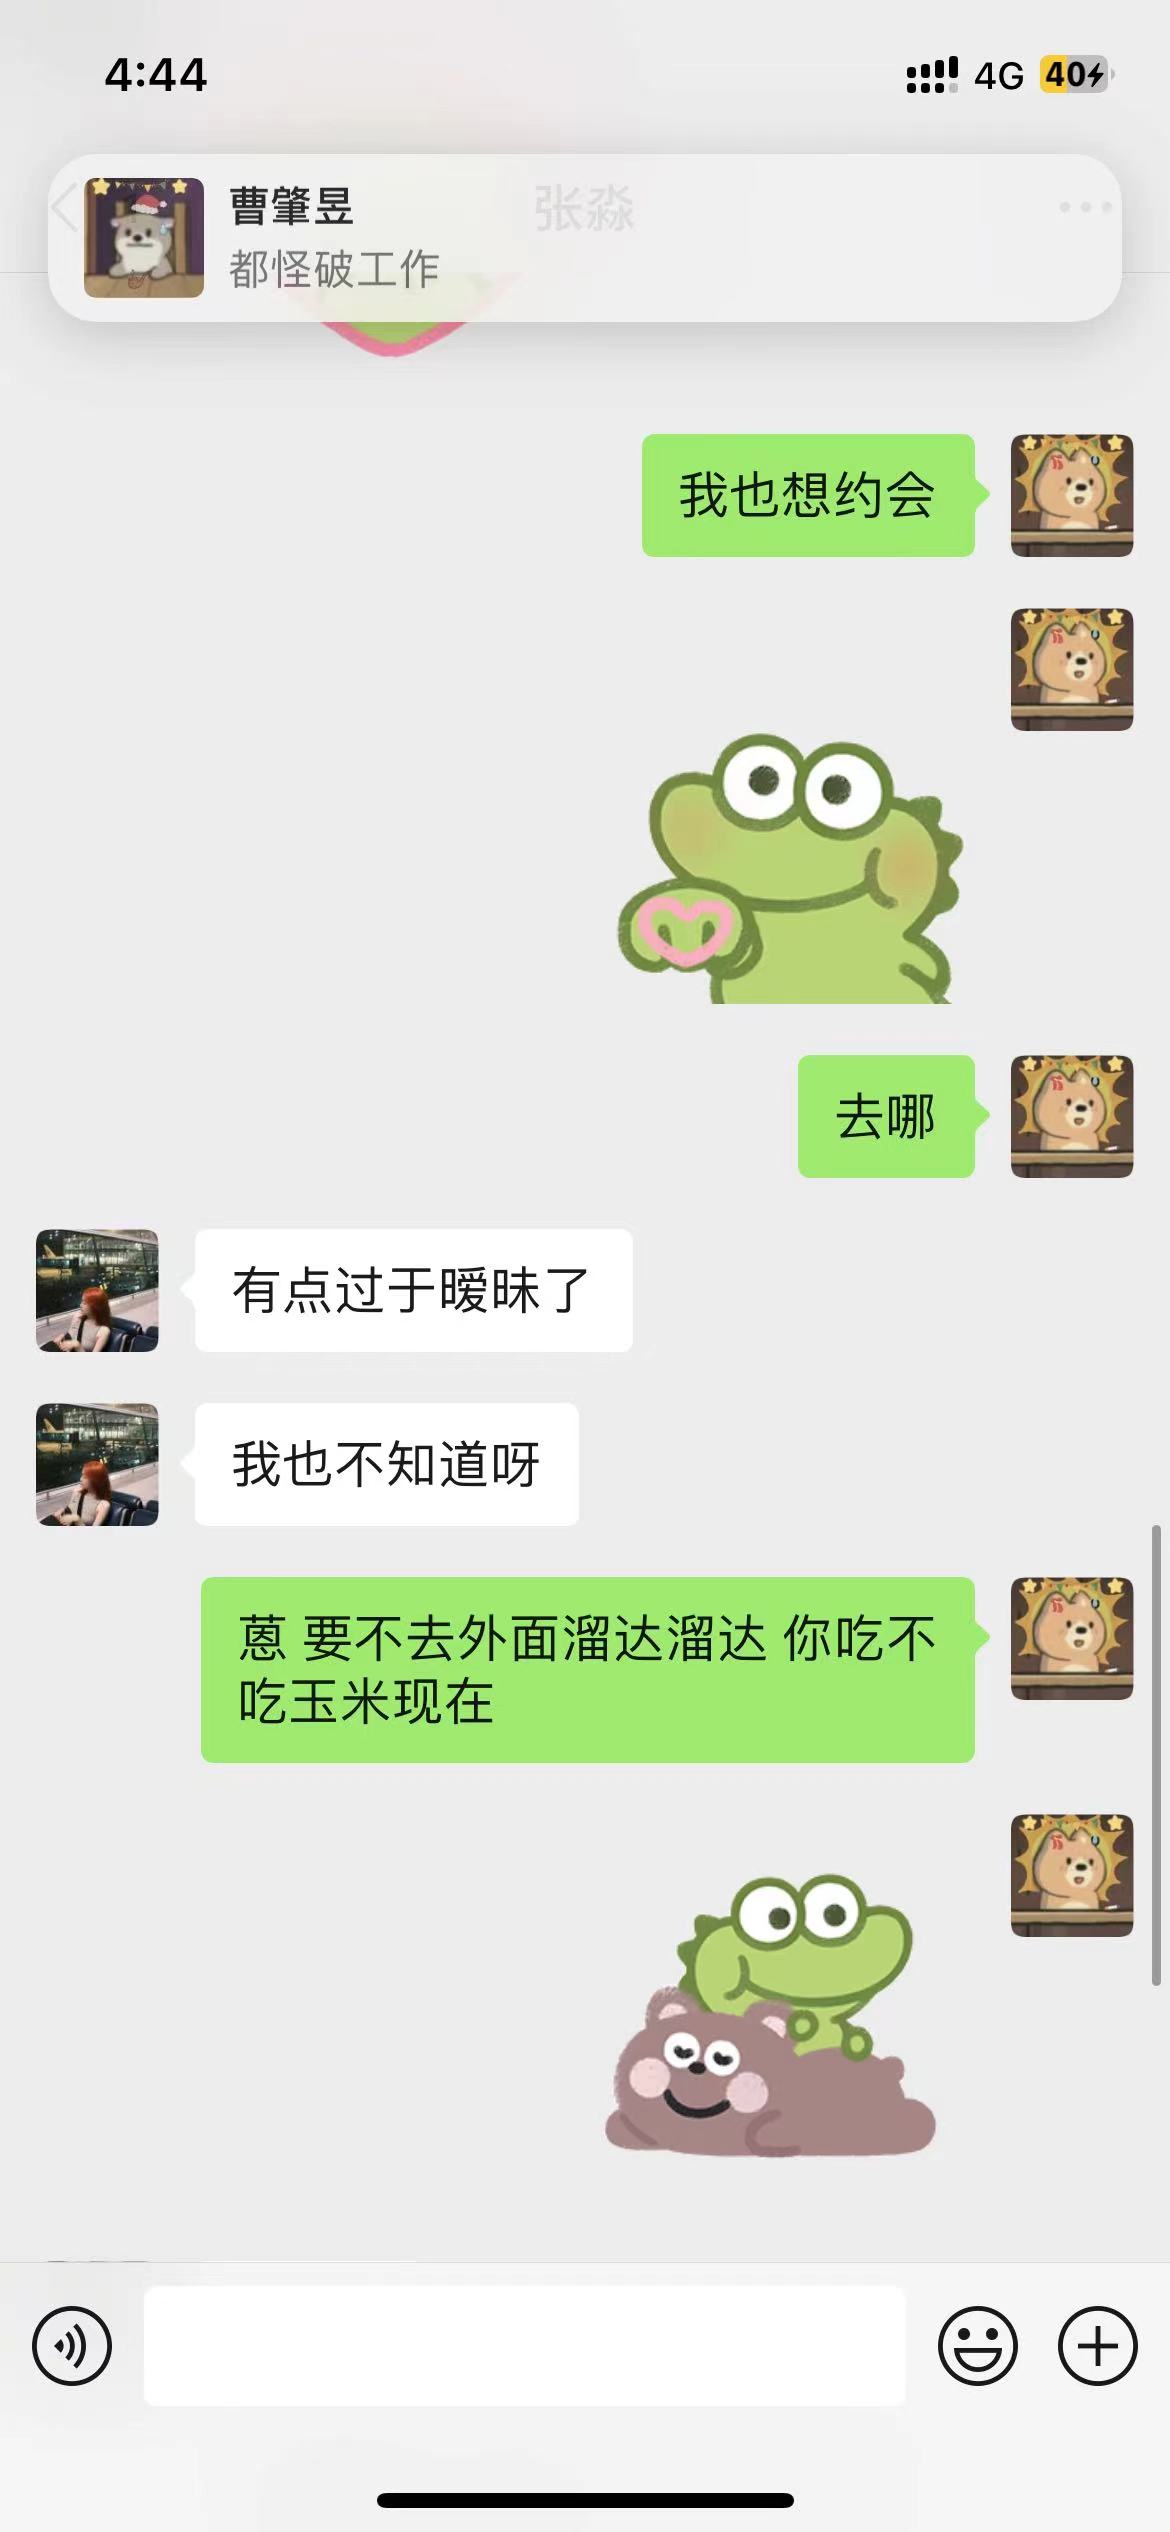 4:44
4G
40
曹肇昱
张淼
都怪破工作
我也想约会
去哪
有点过于暧昧了
我也不知道呀
蒽 要不去外面溜达溜达 你吃不
吃玉米现在